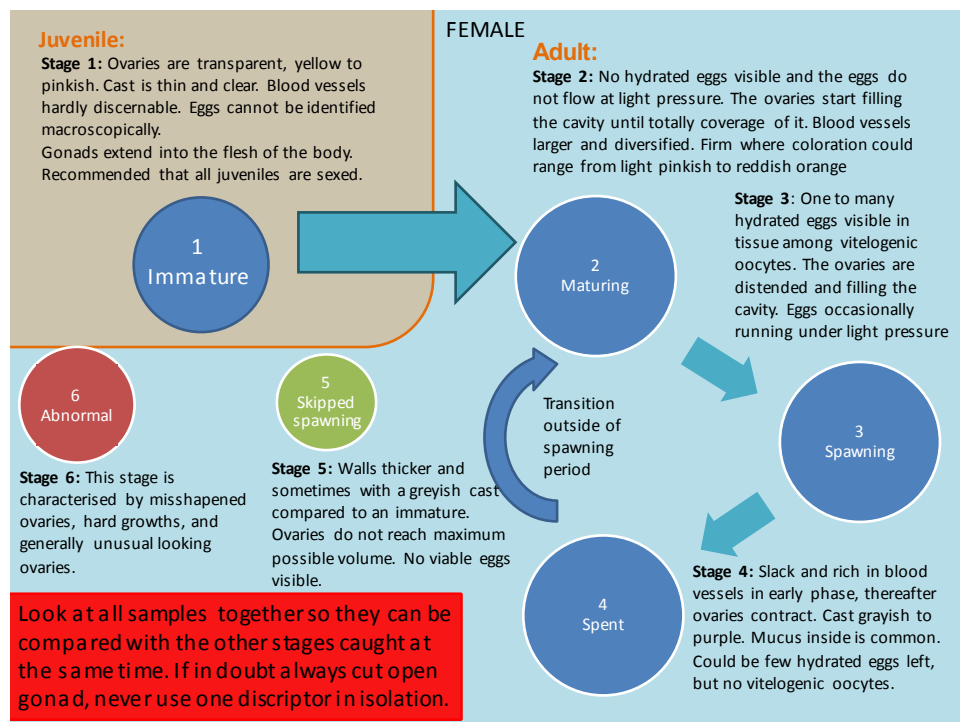 FEMALE
Juvenile:
Stage 1: Ovaries are transparent, yellow to
pinkish. Cast is thin and clear. Blood vessels
hardly discernable. Eggs cannot be identified
macroscopically.
Gonads extend into the flesh of the body.
Recommended that all juveniles are sexed.
1
Immature
Adult:
Stage 2: No hydrated eggs visible and the eggs do
not flow at light pressure. The ovaries start filling
the cavity until totally coverage of it. Blood vessels
larger and diversified. Firm where coloration could
range from light pinkish to reddish orange
2
Maturing
Stage 3: One to many
hydrated eggs visible in
tissue among vitelogenic
oocytes. The ovaries are
distended and filling the
cavity. Eggs occasionally
running under light pressure
3
Spawning
Transition
outside of
spawning
period
4
Spent
Stage 4: Slack and rich in blood
vessels in early phase, thereafter
ovaries contract. Cast grayish to
purple. Mucus inside is common.
Could be few hydrated eggs left,
but no vitelogenic oocytes.
5
Skipped
spawning
Stage 5: Walls thicker and
sometimes with a greyish cast
compared to an immature.
Ovaries do not reach maximum
possible volume. No viable eggs
visible.
6
Abnormal
Stage 6: This stage is
characterised by misshapened
ovaries, hard growths, and
generally unusual looking
ovaries.
Look at all samples together so they can be
compared with the other stages caught at
the same time. If in doubt always cut open
gonad, never use one discriptor in isolation.